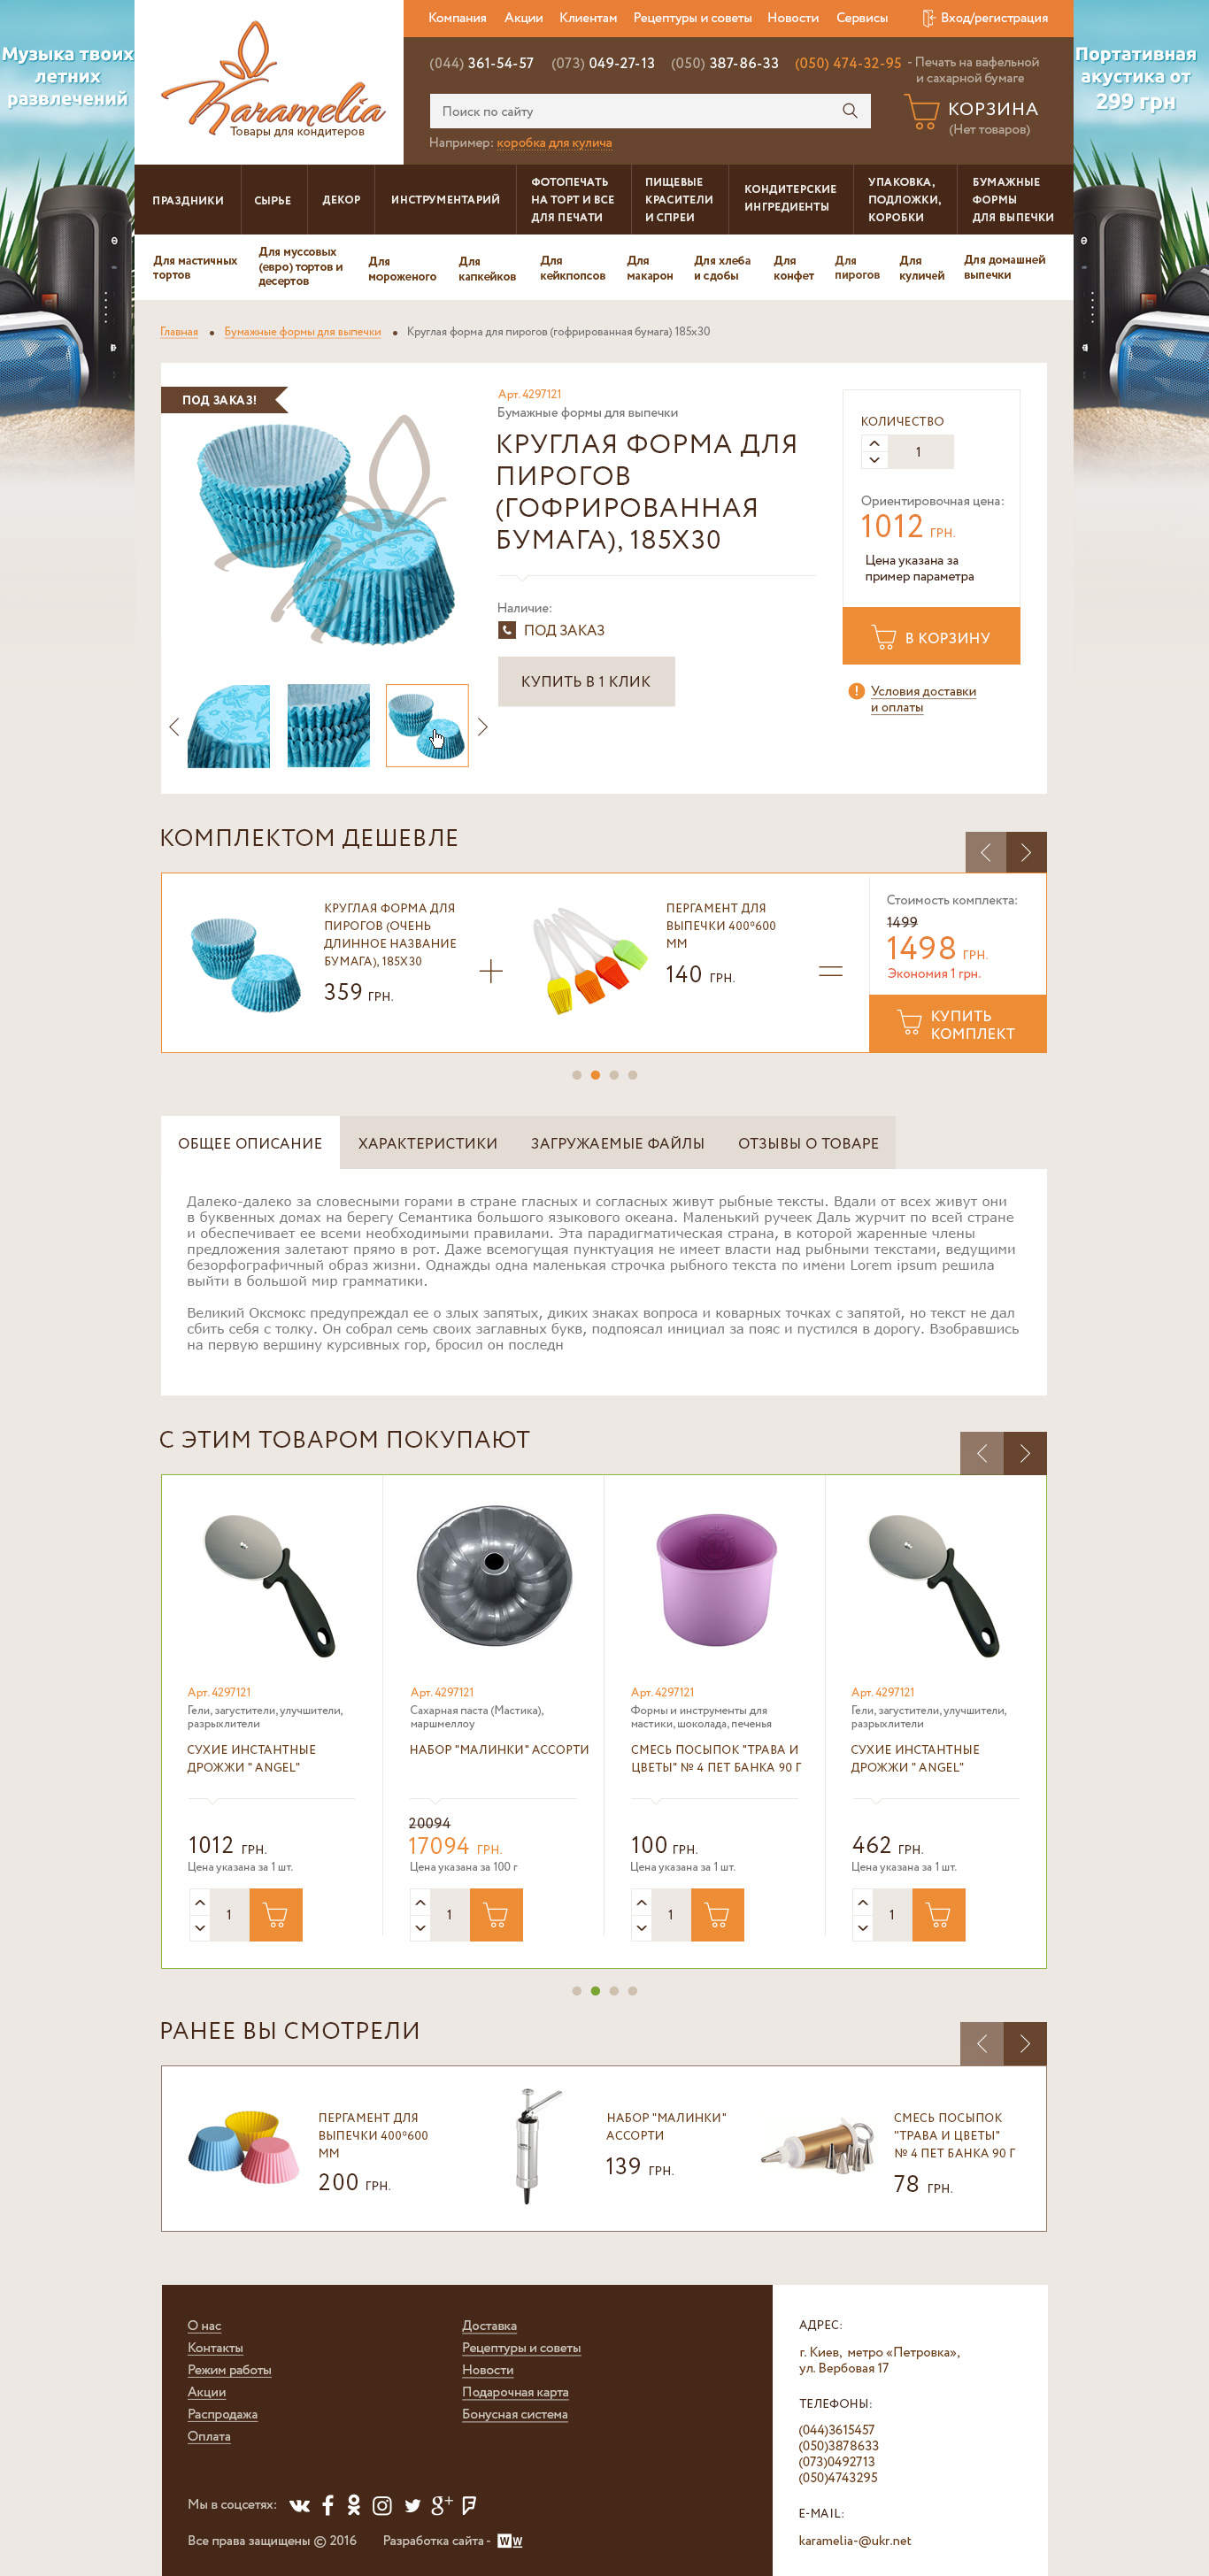 Музыка твоих
летних
развлечений
Портативная
акустика от
299 грн
Karamelia
Товары для кондитеров
Компания Акции Клиентам Рецептуры и советы Новости Сервисы Вход/регистрация
(044) 361-54-57 (073) 049-27-13 (050) 387-86-33 (050) 474-32-95 - Печать на вафельной
и сахарной бумаге
Поиск по сайту
Например: коробка для кулича
КОРЗИНА
(Нет товаров)
ПРАЗДНИКИ
СЫРЬЕ
ДЕКОР
ИНСТРУМЕНТАРИЙ
ФОТОПЕЧАТЬ
НА ТОРТ И ВСЕ
ДЛЯ ПЕЧАТИ
ПИЩЕВЫЕ
КРАСИТЕЛИ
И СПРЕИ
КОНДИТЕРСКИЕ
ИНГРЕДИЕНТЫ
УПАКОВКА,
ПОДЛОЖКИ,
КОРОБКИ
БУМАЖНЫЕ
ФОРМЫ
ДЛЯ ВЫПЕЧКИ
Для мастичных
тортов
Для муссовых
(евро) тортов и
десертов
Для
мороженого
Для
капкейков
Для
кейкпопсов
Для
макарон
Для хлеба
и сдобы
Для
конфет
Для
пирогов
Для
куличей
Для домашней
выпечки
Главная • Бумажные формы для выпечки • Круглая форма для пирогов (гофрированная бумага) 185х30
ПОД ЗАКАЗ!
Арт. 4297121
Бумажные формы для выпечки
КРУГЛАЯ ФОРМА ДЛЯ
ПИРОГОВ
(ГОФРИРОВАННАЯ
БУМАГА), 185Х30
Наличие:
ПОД ЗАКАЗ
КУПИТЬ В 1 КЛИК
КОЛИЧЕСТВО
1
Ориентировочная цена:
1012 ГРН.
Цена указана за
пример параметра
В КОРЗИНУ
! Условия доставки
и оплаты
КОМПЛЕКТОМ ДЕШЕВЛЕ
КРУГЛАЯ ФОРМА ДЛЯ
ПИРОГОВ (ОЧЕНЬ
ДЛИННОЕ НАЗВАНИЕ
БУМАГА), 185Х30
359 ГРН.
+
ПЕРГАМЕНТ ДЛЯ
ВЫПЕЧКИ 400*600
ММ
140 ГРН.
=
Стоимость комплекта:
1499
1498 ГРН.
Экономия 1 грн.
КУПИТЬ
КОМПЛЕКТ
ОБЩЕЕ ОПИСАНИЕ ХАРАКТЕРИСТИКИ ЗАГРУЖАЕМЫЕ ФАЙЛЫ ОТЗЫВЫ О ТОВАРЕ
Далеко-далеко за словесными горами в стране гласных и согласных живут рыбные тексты. Вдали от всех живут они
в буквенных домах на берегу Семантика большого языкового океана. Маленький ручеек Даль журчит по всей стране
и обеспечивает ее всеми необходимыми правилами. Эта парадигматическая страна, в которой жаренные члены
предложения залетают прямо в рот. Даже всемогущая пунктуация не имеет власти над рыбными текстами, ведущими
безорфографичный образ жизни. Однажды одна маленькая строчка рыбного текста по имени Lorem ipsum решила
выйти в большой мир грамматики.
Великий Оксмокс предупреждал ее о злых запятых, диких знаках вопроса и коварных точках с запятой, но текст не дал
сбить себя с толку. Он собрал семь своих заглавных букв, подпоясал инициал за пояс и пустился в дорогу. Взобравшись
на первую вершину курсивных гор, бросил он последн
С ЭТИМ ТОВАРОМ ПОКУПАЮТ
Арт. 4297121
Гели, загустители, улучшители,
разрыхлители
СУХИЕ ИНСТАНТНЫЕ
ДРОЖЖИ " ANGEL"
1012 ГРН.
Цена указана за 1 шт.
1
Арт. 4297121
Сахарная паста (Мастика),
маршмеллоу
НАБОР "МАЛИНКИ" АССОРТИ
20094
17094 ГРН.
Цена указана за 100 г
1
Арт. 4297121
Формы и инструменты для
мастики, шоколада, печенья
СМЕСЬ ПОСЫПОК "ТРАВА И
ЦВЕТЫ" № 4 ПЕТ БАНКА 90 Г
100 ГРН.
Цена указана за 1 шт.
1
Арт. 4297121
Гели, загустители, улучшители,
разрыхлители
СУХИЕ ИНСТАНТНЫЕ
ДРОЖЖИ " ANGEL"
462 ГРН.
Цена указана за 1 шт.
1
РАНЕЕ ВЫ СМОТРЕЛИ
ПЕРГАМЕНТ ДЛЯ
ВЫПЕЧКИ 400*600
ММ
200 ГРН.
НАБОР "МАЛИНКИ"
АССОРТИ
139 ГРН.
СМЕСЬ ПОСЫПОК
"ТРАВА И ЦВЕТЫ"
№ 4 ПЕТ БАНКА 90 Г
78 ГРН.
О нас
Контакты
Режим работы
Акции
Распродажа
Оплата
Доставка
Рецептуры и советы
Новости
Подарочная карта
Бонусная система
Мы в соцсетях:
Все права защищены © 2016 Разработка сайта - WW
АДРЕС:
г. Киев, метро «Петровка»,
ул. Вербовая 17
ТЕЛЕФОНЫ:
(044)3615457
(050)3878633
(073)0492713
(050)4743295
E-MAIL:
karamelia-@ukr.net